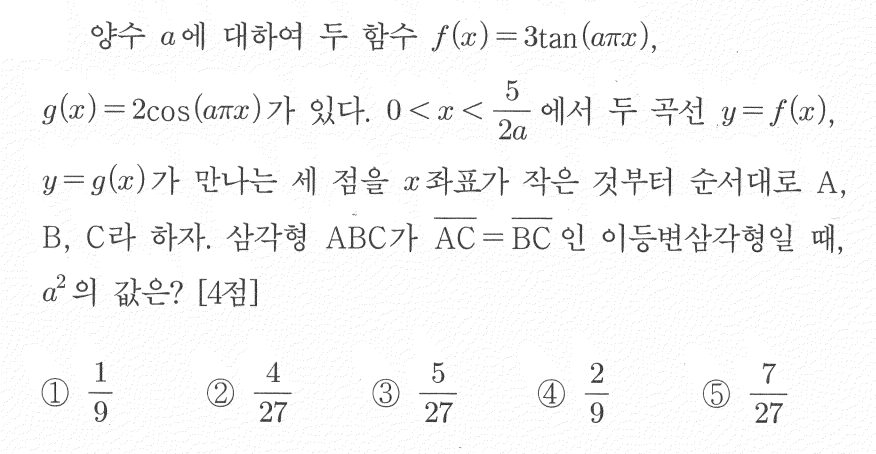 양수 a에 대하여 두 함수 f(x)=3tan(aπx),
g(x)=2cos(aπx)가 있다. 0<x<5/2a에서 두 곡선 y=f(x),
y=g(x)가 만나는 세 점을 x좌표가 작은 것부터 순서대로 A,
B, C라 하자. 삼각형 ABC가 A̅C̅=B̅C̅인 이등변삼각형일 때,
a²의 값은? [4점]
① 1/9 ② 4/27 ③ 5/27 ④ 2/9 ⑤ 7/27